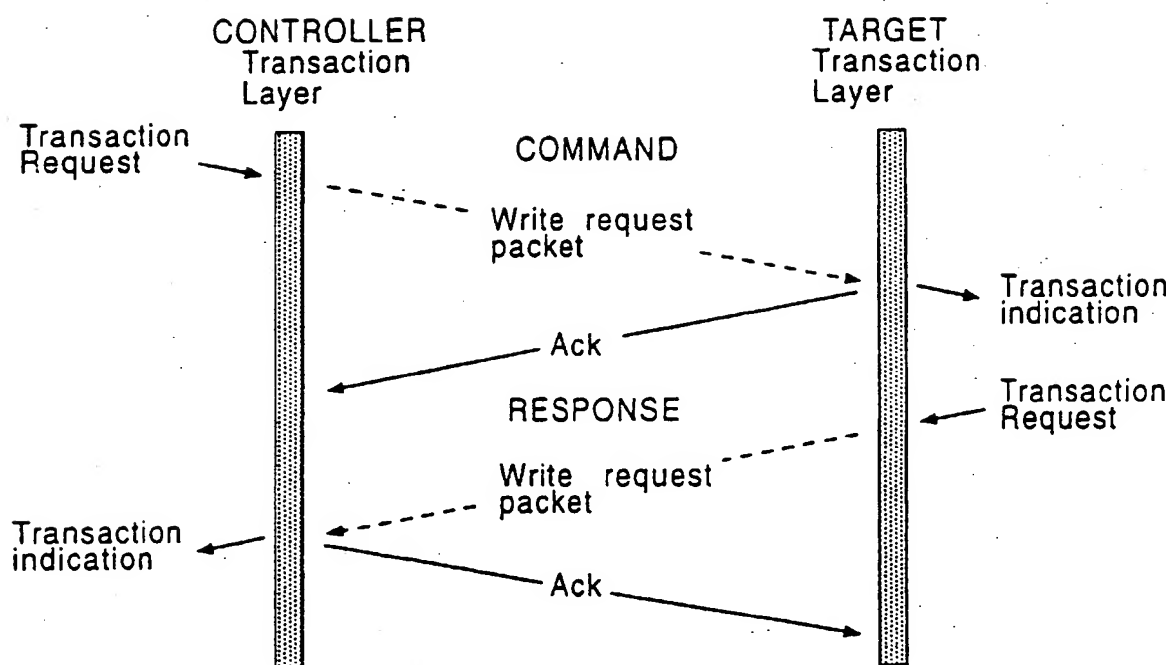 CONTROLLER
Transaction
Layer
TARGET
Transaction
Layer
Transaction
Request
COMMAND
Write request
packet
Transaction
indication
Ack
RESPONSE
Transaction
Request
Write request
packet
Transaction
indication
Ack